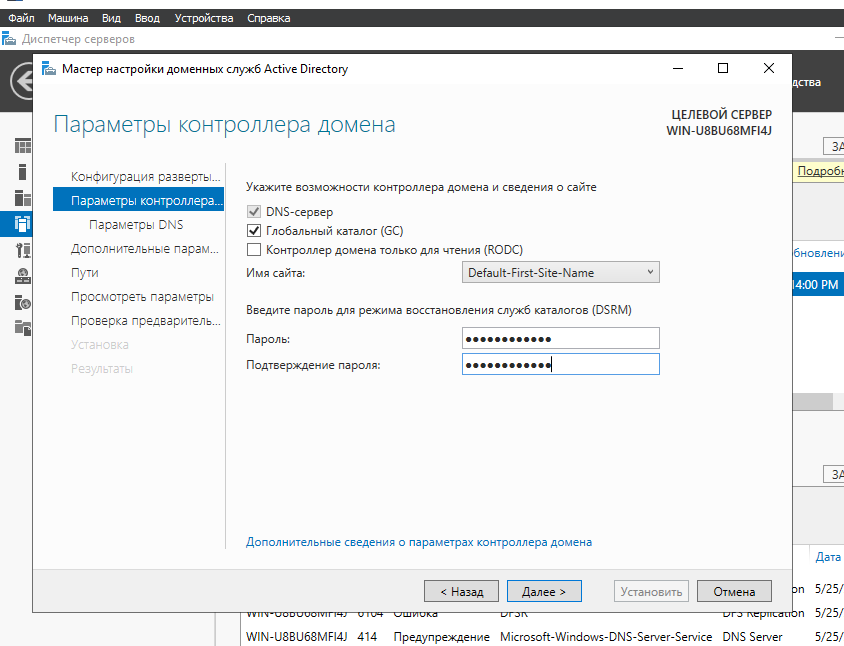 Файл Машина Вид Ввод Устройства Справка
Диспетчер серверов
Мастер настройки доменных служб Active Directory
Параметры контроллера домена
ЦЕЛЕВОЙ СЕРВЕР
WIN-U8BU68MFI4J
Конфигурация разверты...
Параметры контроллера...
Параметры DNS
Дополнительные парам...
Пути
Просмотреть параметры
Проверка предваритель...
Установка
Результаты
Укажите возможности контроллера домена и сведения о сайте
DNS-сервер
Глобальный каталог (GC)
Контроллер домена только для чтения (RODC)
Имя сайта: Default-First-Site-Name
Введите пароль для режима восстановления служб каталогов (DSRM)
Пароль: ●●●●●●●●●●●●
Подтверждение пароля: ●●●●●●●●●●●●
Дополнительные сведения о параметрах контроллера домена
< Назад Далее > Установить Отмена
дства
ЗА
Подробн
бновлени
4:00 PM
ЗА
Дата
on 5/25/
WIN-U8BU68MFI4J 6104 Ошибка DFSR DFS Replication 5/25/
WIN-U8BU68MFI4J 414 Предупреждение Microsoft-Windows-DNS-Server-Service DNS Server 5/25/